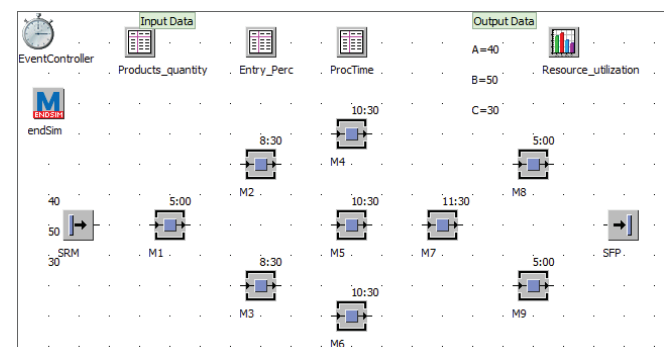 Input Data
Output Data
A=40
EventController
Products_quantity
Entry_Perc
ProcTime
Resource_utilization
B=50
M
ENDSIM
endSim
10:30
C=30
8:30
5:00
M4
M2
M8
40
5:00
10:30
11:30
50
SRM
M1
M5
M7
SFP
30
8:30
5:00
10:30
M3
M9
M6